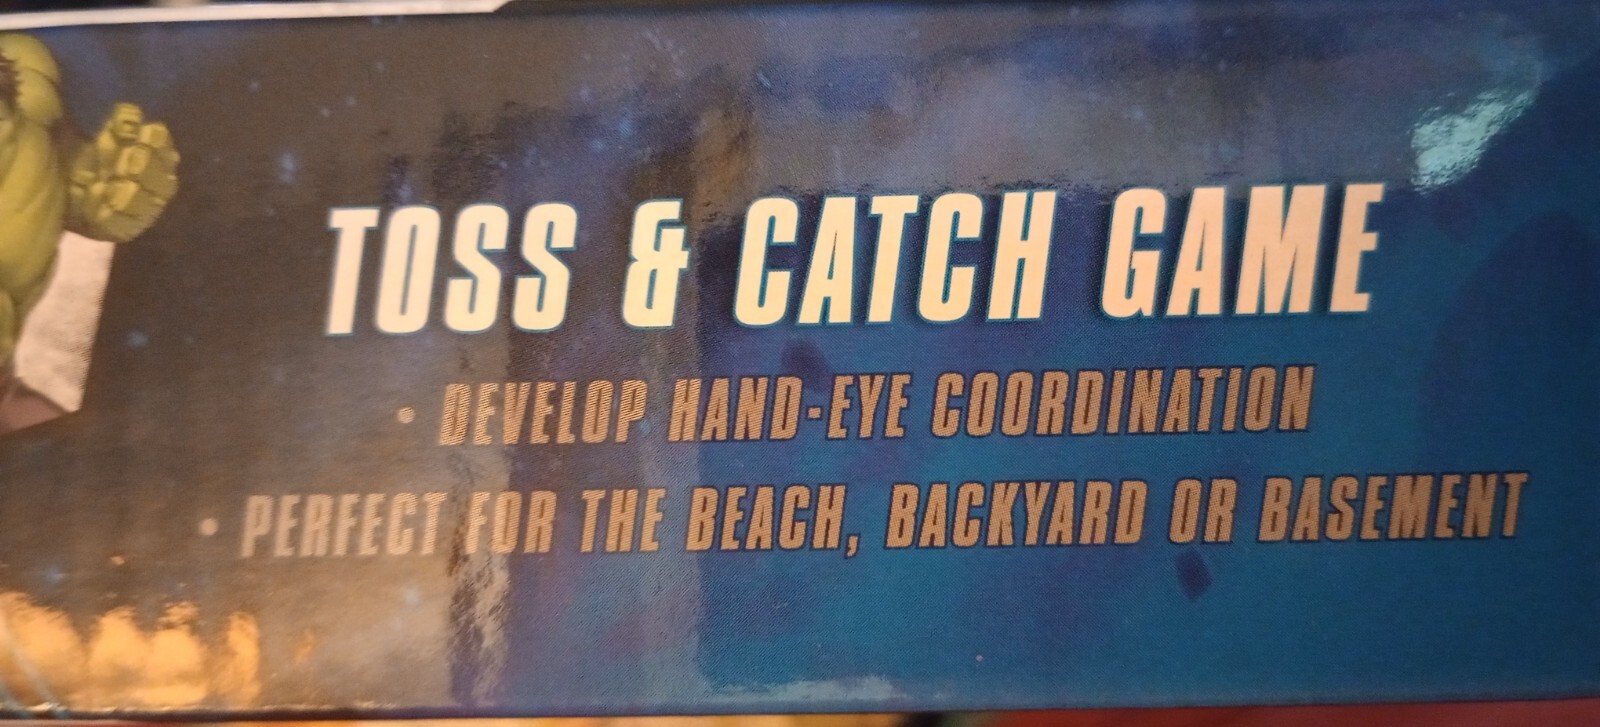 TOSS & CATCH GAME
• DEVELOP HAND-EYE COORDINATION
• PERFECT FOR THE BEACH, BACKYARD OR BASEMENT